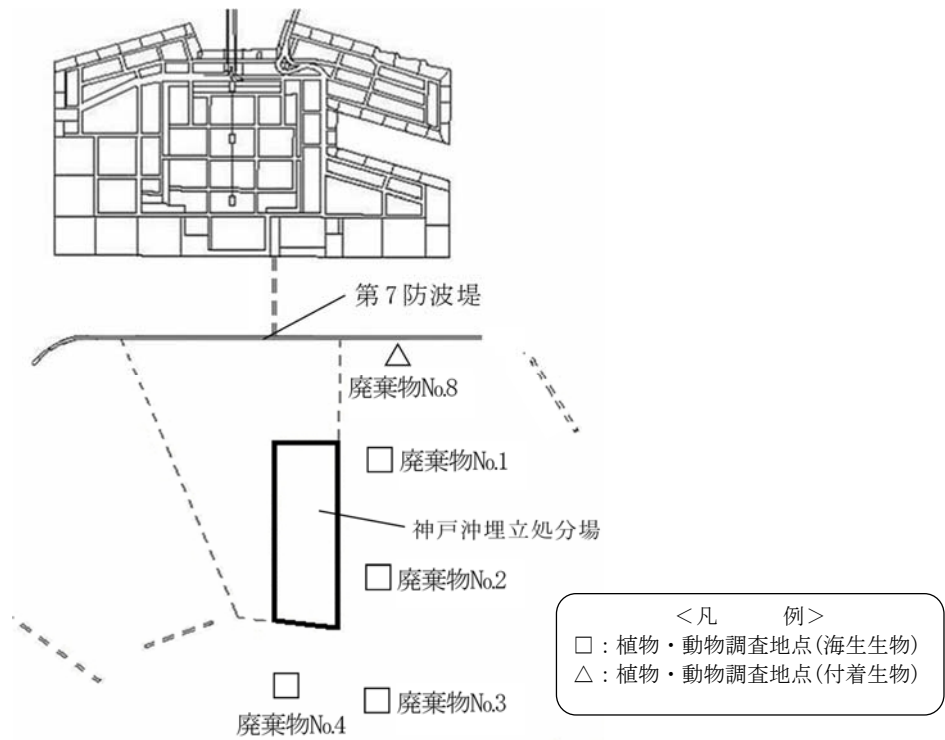 第7防波堤
廃棄物No.8
廃棄物No.1
神戸沖埋立処分場
廃棄物No.2
廃棄物No.3
廃棄物No.4
<凡　　例>
□：植物・動物調査地点(海生生物)
△：植物・動物調査地点(付着生物)